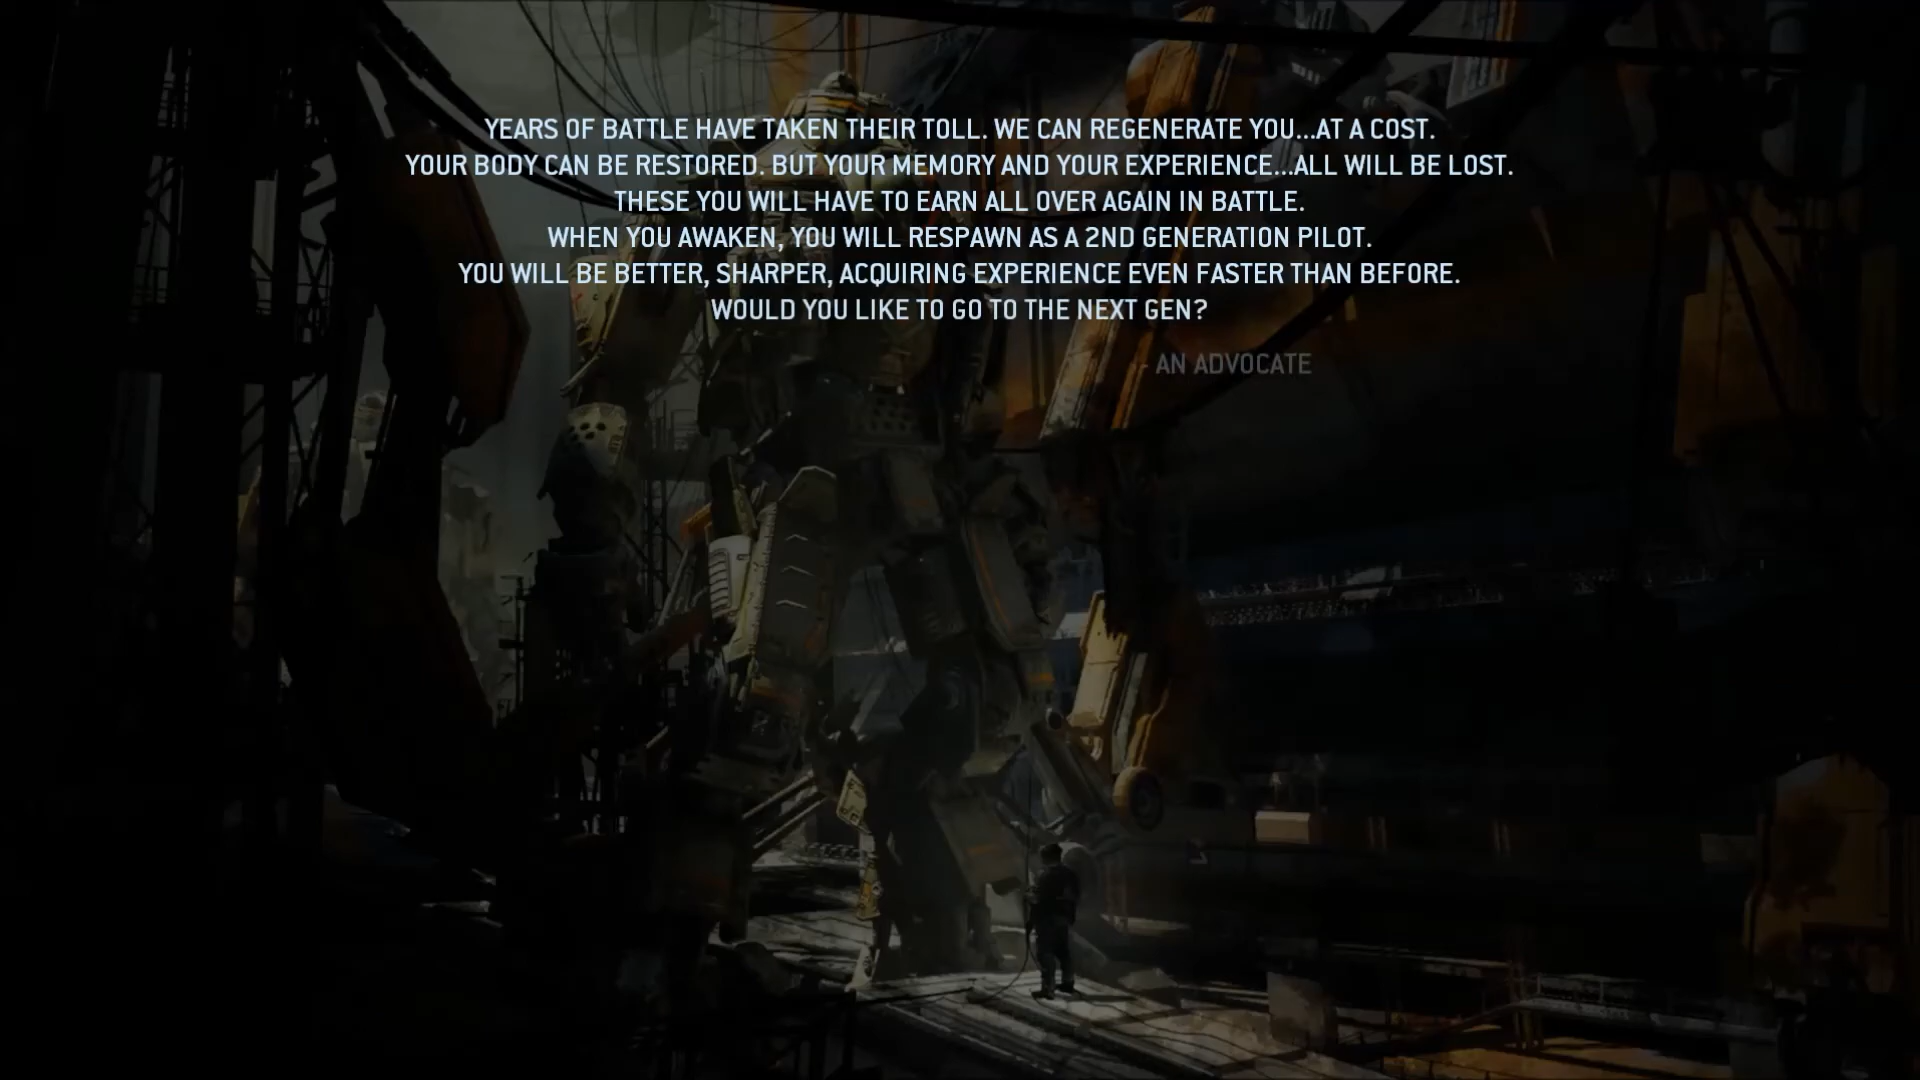 YEARS OF BATTLE HAVE TAKEN THEIR TOLL. WE CAN REGENERATE YOU...AT A COST.
YOUR BODY CAN BE RESTORED. BUT YOUR MEMORY AND YOUR EXPERIENCE...ALL WILL BE LOST.
THESE YOU WILL HAVE TO EARN ALL OVER AGAIN IN BATTLE.
WHEN YOU AWAKEN, YOU WILL RESPAWN AS A 2ND GENERATION PILOT.
YOU WILL BE BETTER, SHARPER, ACQUIRING EXPERIENCE EVEN FASTER THAN BEFORE.
WOULD YOU LIKE TO GO TO THE NEXT GEN?
- AN ADVOCATE